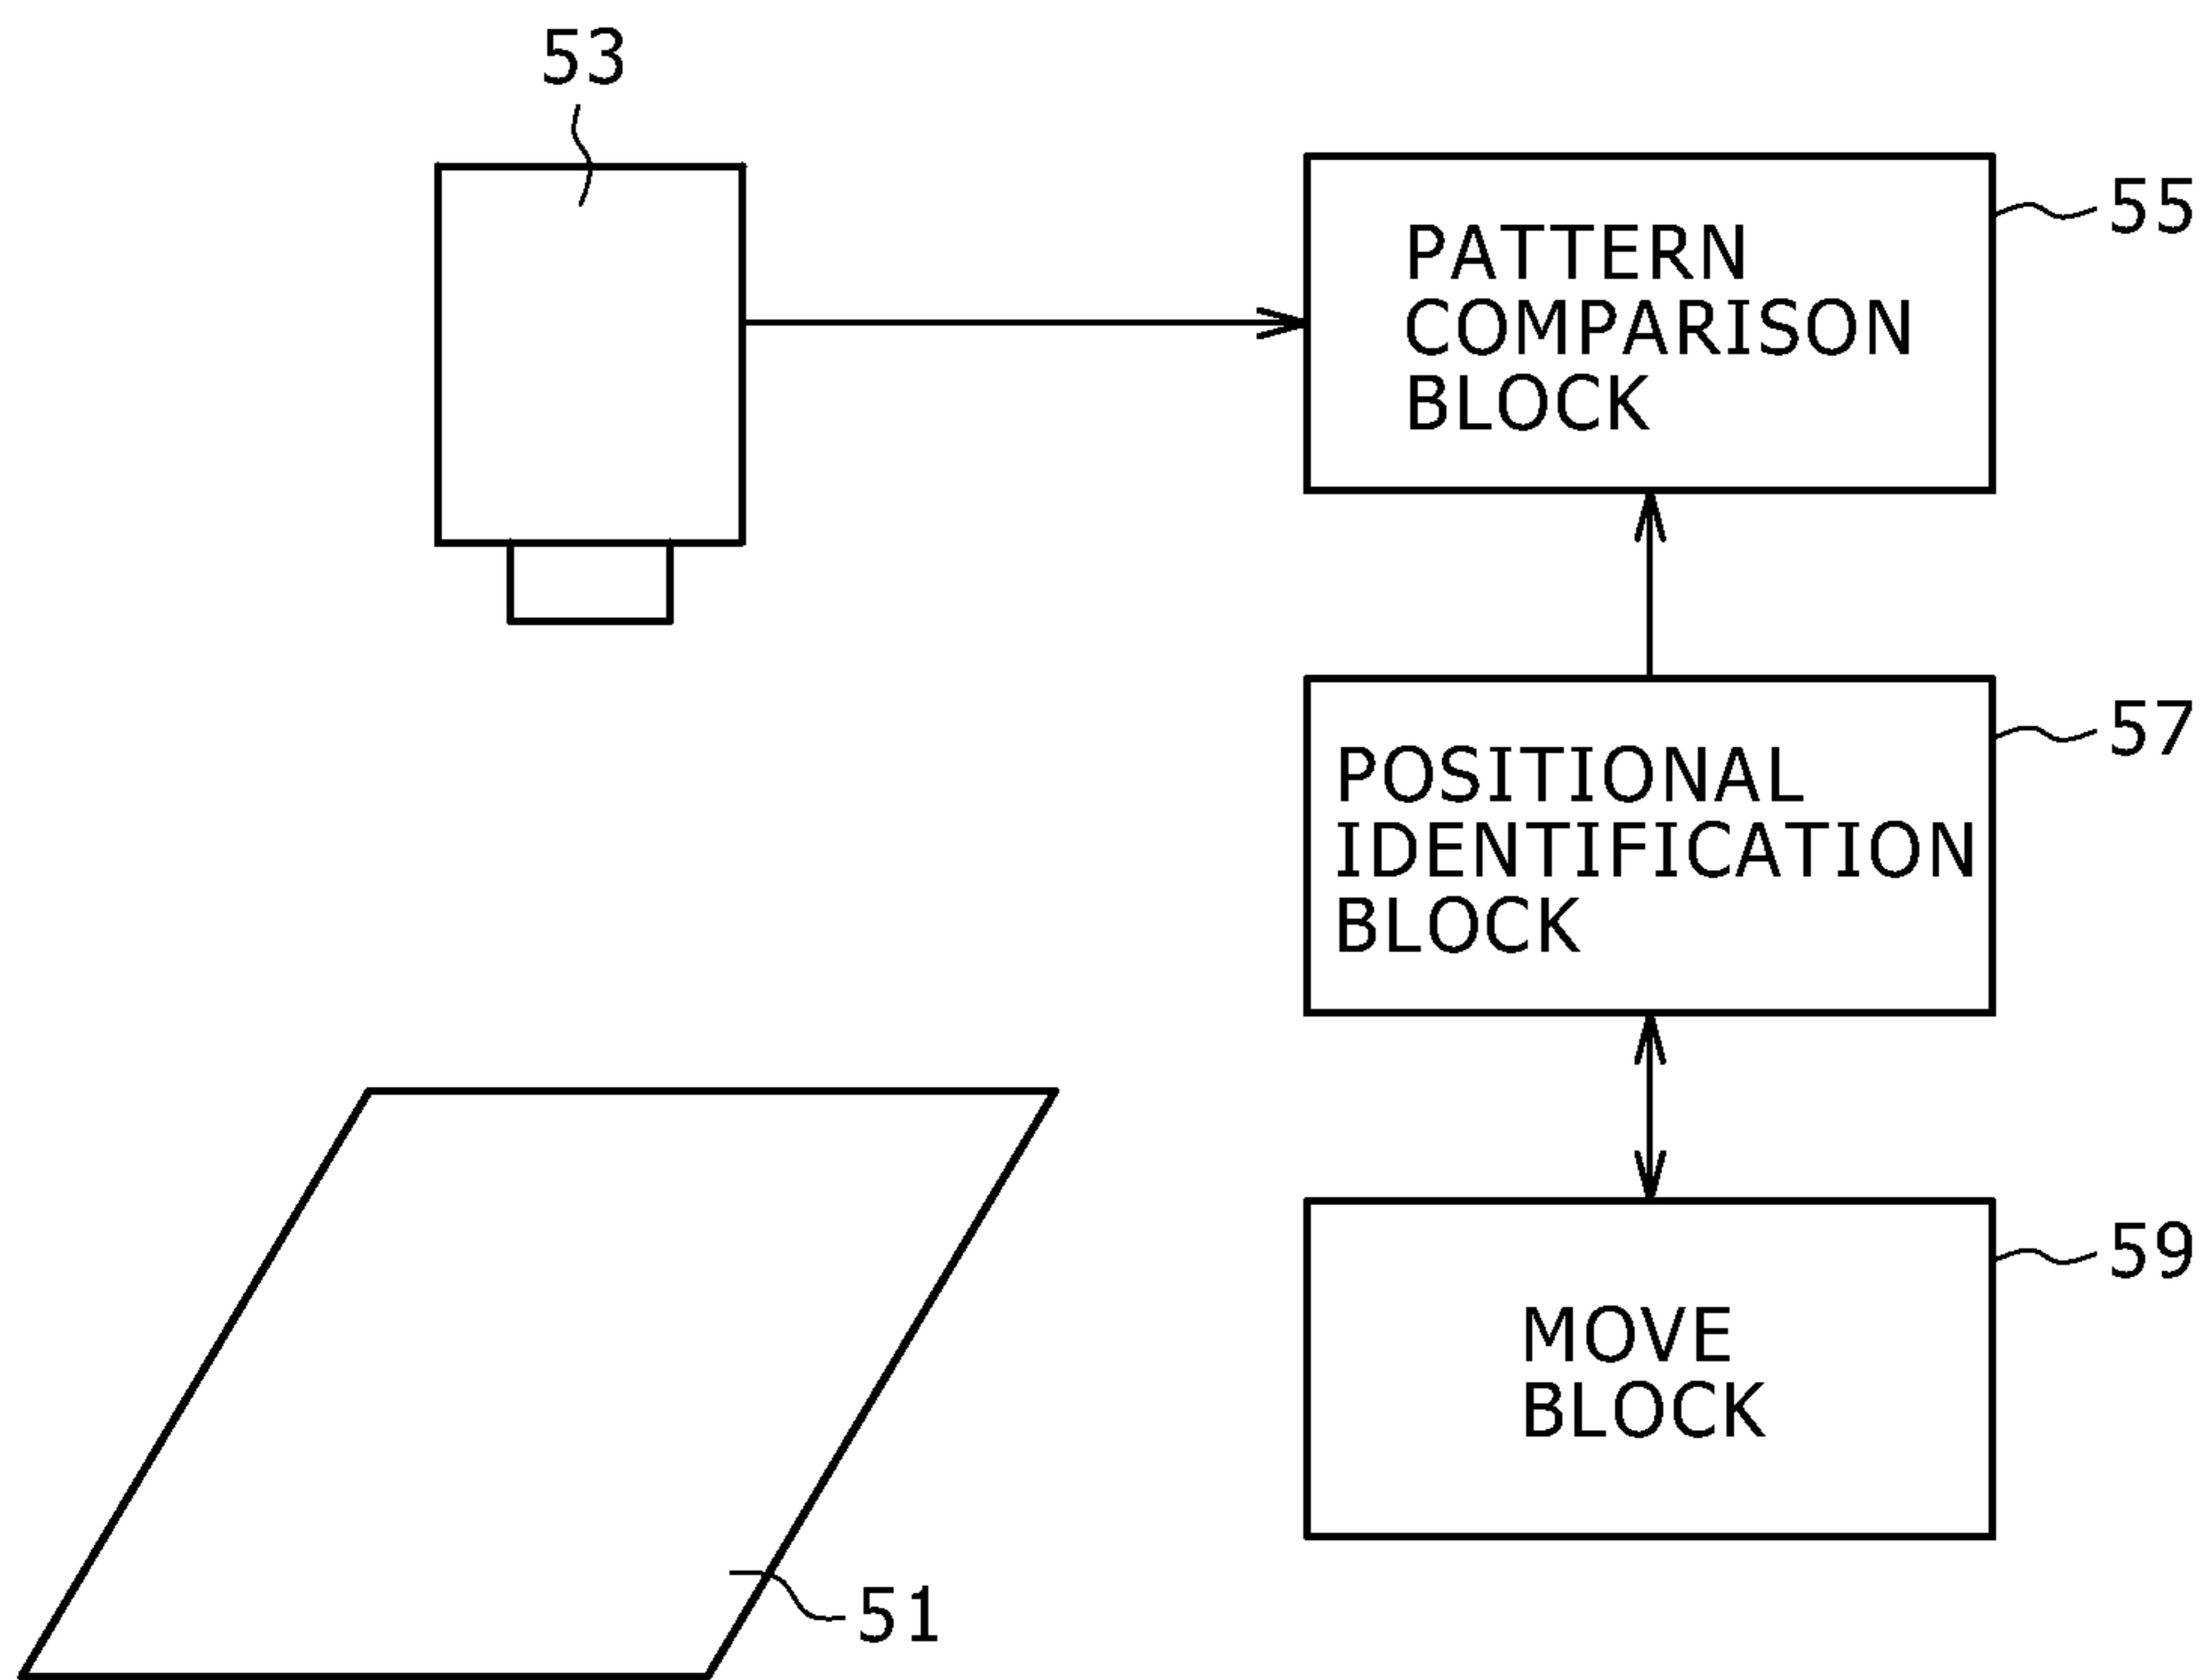 53
PATTERN
COMPARISON
BLOCK
55
POSITIONAL
IDENTIFICATION
BLOCK
57
MOVE
BLOCK
59
51